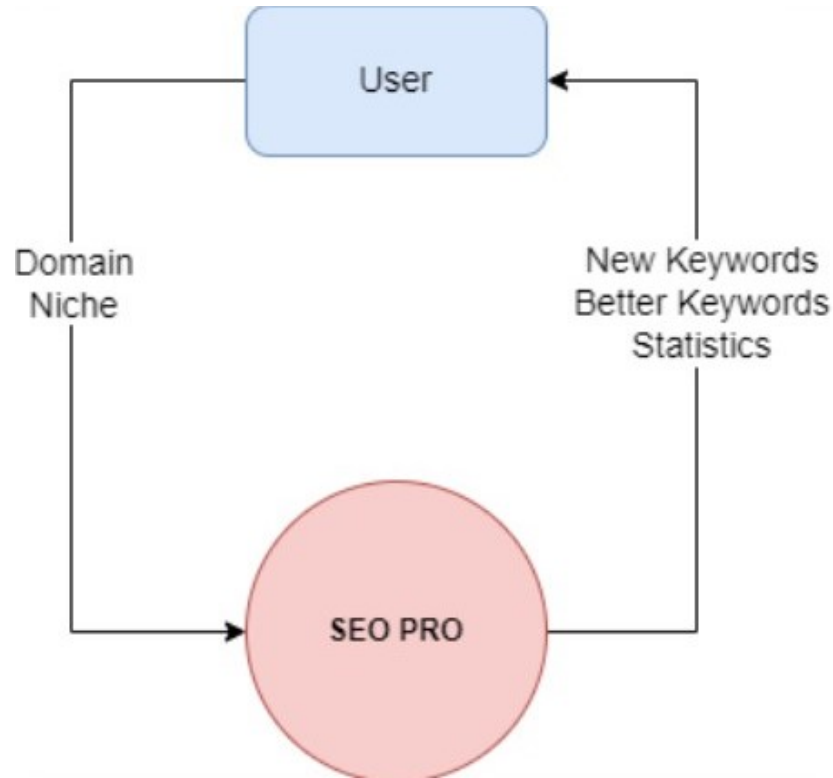 User
Domain
Niche
New Keywords
Better Keywords
Statistics
SEO PRO